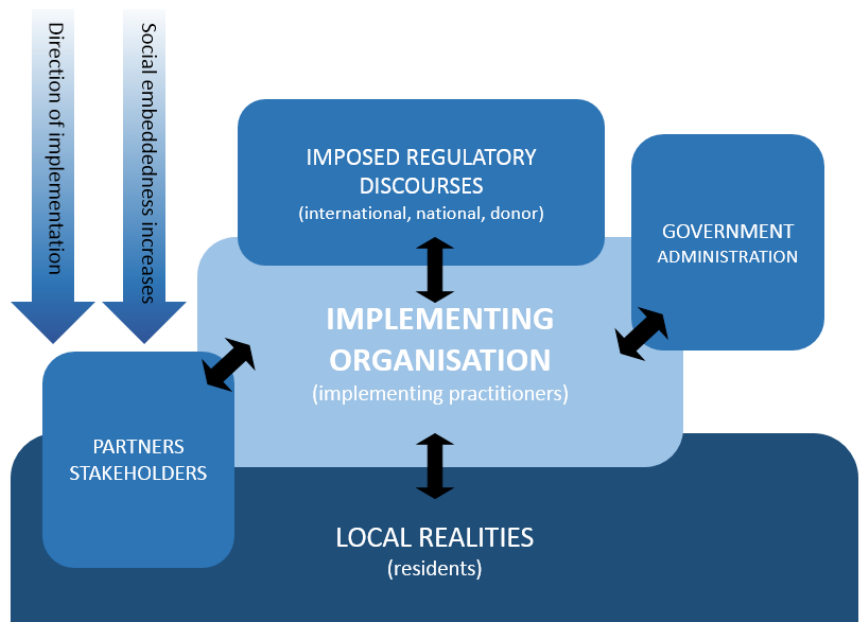 Direction of implementation
Social embeddedness increases
IMPOSED REGULATORY
DISCOURSES
(international, national, donor)
GOVERNMENT
ADMINISTRATION
IMPLEMENTING
ORGANISATION
(implementing practitioners)
PARTNERS
STAKEHOLDERS
LOCAL REALITIES
(residents)